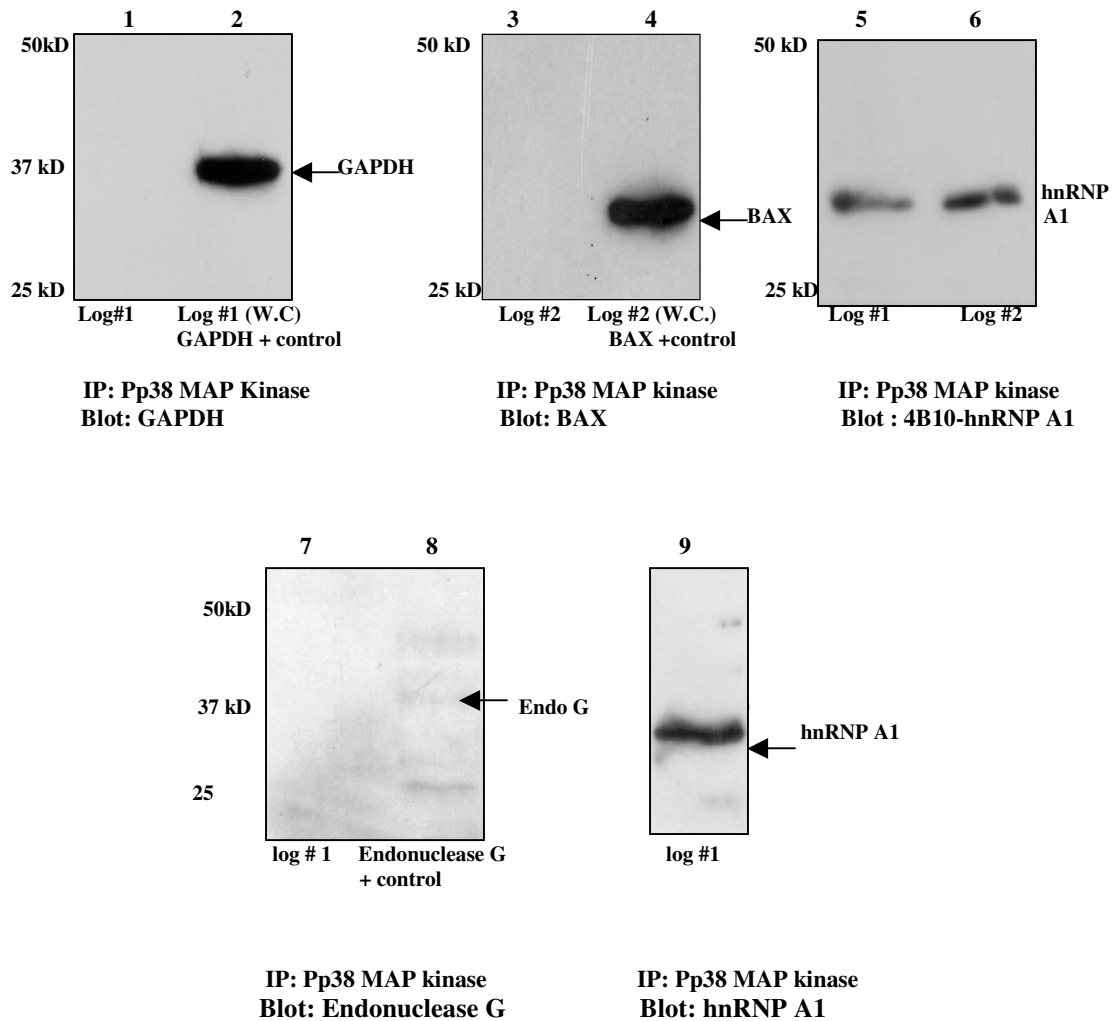 1 2
50kD
37 kD
GAPDH
25 kD
Log#1 Log #1 (W.C)
GAPDH + control
IP: Pp38 MAP Kinase
Blot: GAPDH
3 4
50 kD
BAX
25 kD
Log #2 Log #2 (W.C.)
BAX +control
IP: Pp38 MAP kinase
Blot: BAX
5 6
50 kD
37 kD
hnRNP
A1
25 kD
Log #1 Log #2
IP: Pp38 MAP kinase
Blot : 4B10-hnRNP A1
7 8
50kD
37 kD
Endo G
25
log # 1 Endonuclease G
+ control
IP: Pp38 MAP kinase
Blot: Endonuclease G
9
hnRNP A1
log #1
IP: Pp38 MAP kinase
Blot: hnRNP A1